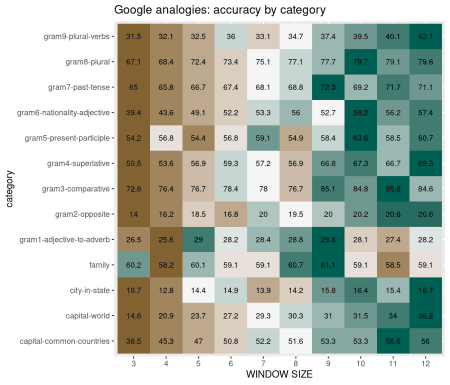 Google analogies: accuracy by category
gram9-plural-verbs 31.5 32.1 32.5 36 33.1 34.7 37.4 39.5 40.1 42.1
gram8-plural 67.1 68.4 72.4 73.4 75.1 77.1 77.7 79.7 79.1 79.6
gram7-past-tense 65 65.8 66.7 67.4 68.1 68.8 72.3 69.2 71.7 71.1
gram6-nationality-adjective 39.4 43.6 49.1 52.2 53.3 56 52.7 58.2 56.2 57.4
gram5-present-participle 54.2 56.8 54.4 56.8 59.1 54.9 58.4 63.6 58.5 60.7
gram4-superlative 50.5 53.6 56.9 59.3 57.2 56.9 66.8 67.3 66.7 69.3
gram3-comparative 72.6 76.4 76.7 78.4 78 76.7 85.1 84.8 85.6 84.6
gram2-opposite 14 16.2 18.5 16.8 20 19.5 20 20.2 20.6 20.6
gram1-adjective-to-adverb 26.5 25.6 29 28.2 28.4 28.8 29.8 28.1 27.4 28.2
family 60.2 58.2 60.1 59.1 59.1 60.7 61.1 59.1 58.5 59.1
city-in-state 10.7 12.8 14.4 14.9 13.9 14.2 15.8 16.4 15.4 16.7
capital-world 14.6 20.9 23.7 27.2 29.3 30.3 31 31.5 34 36.2
capital-common-countries 36.5 45.3 47 50.8 52.2 51.6 53.3 53.3 56.6 56
3 4 5 6 7 8 9 10 11 12
WINDOW SIZE
category